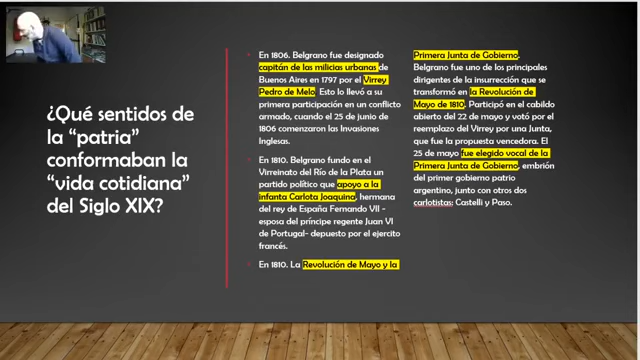 ¿Qué sentidos de
la “patria”
conformaban la
“vida cotidiana”
del Siglo XIX?
En 1806. Belgrano fue designado
capitán de las milicias urbanas de
Buenos Aires en 1797 por el Virrey
Pedro de Melo. Esto lo llevó a su
primera participación en un conflicto
armado, cuando el 25 de junio de
1806 comenzaron las Invasiones
Inglesas.
En 1810. Belgrano fundo en el
Virreinato del Río de la Plata un
partido político que apoyo a la
infanta Carlota Joaquina, hermana
del rey de España Fernando VII -
esposa del príncipe regente Juan VI
de Portugal- depuesto por el ejercito
francés.
En 1810. La Revolución de Mayo y la
Primera Junta de Gobierno.
Belgrano fue uno de los principales
dirigentes de la insurrección que se
transformó en la Revolución de
Mayo de 1810. Participó en el cabildo
abierto del 22 de mayo y votó por el
reemplazo del Virrey por una Junta,
que fue la propuesta vencedora. El
25 de mayo fue elegido vocal de la
Primera Junta de Gobierno, embrión
del primer gobierno patrio
argentino, junto con otros dos
carlotistas: Castelli y Paso.